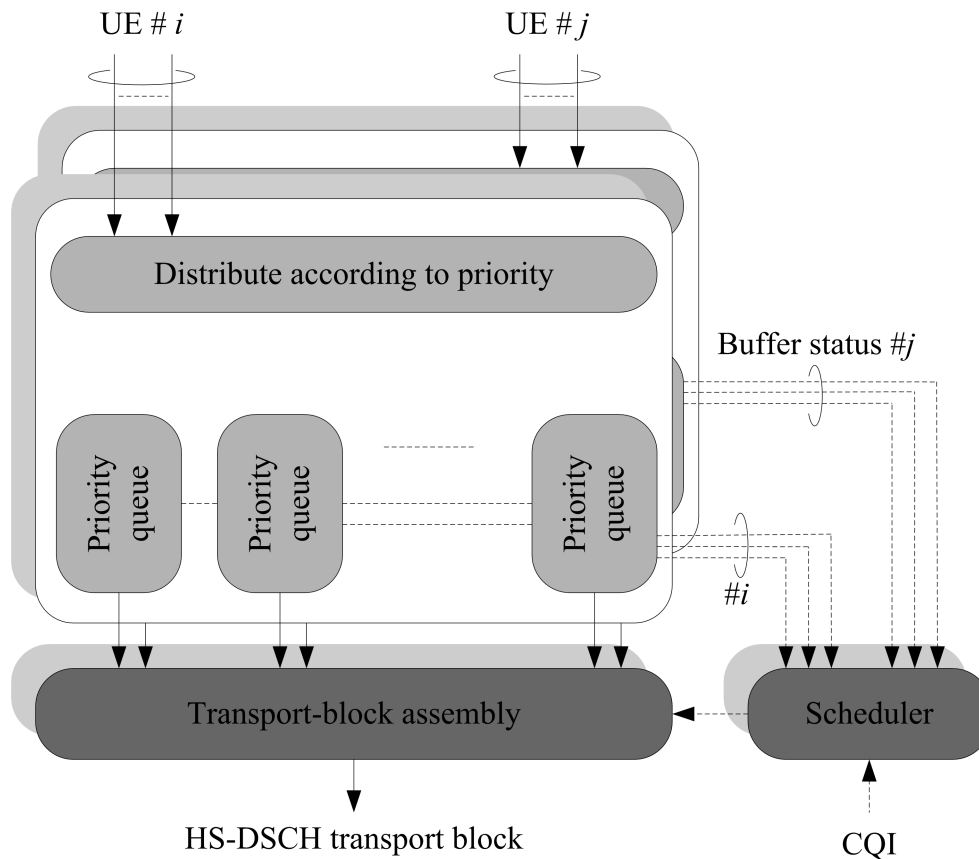 UE # i
UE # j
Distribute according to priority
Buffer status #j
Priority
queue
Priority
queue
Priority
queue
#i
Transport-block assembly
Scheduler
HS-DSCH transport block
CQI